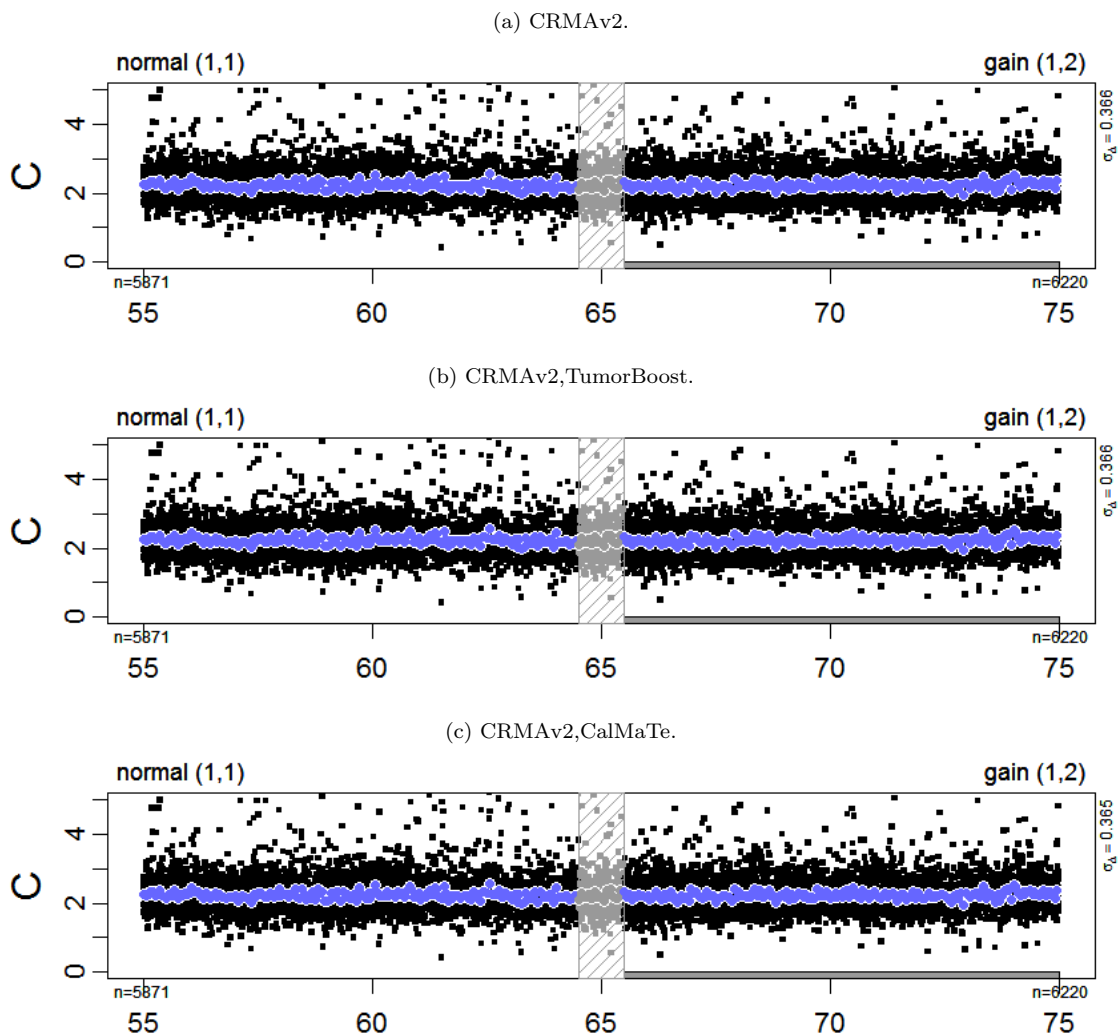 (a) CRMAv2.
normal (1,1) gain (1,2)
C
4
2
0
σΔ = 0.366
n=5871 n=6220
55 60 65 70 75
(b) CRMAv2,TumorBoost.
normal (1,1) gain (1,2)
C
4
2
0
σΔ = 0.366
n=5871 n=6220
55 60 65 70 75
(c) CRMAv2,CalMaTe.
normal (1,1) gain (1,2)
C
4
2
0
σΔ = 0.365
n=5871 n=6220
55 60 65 70 75